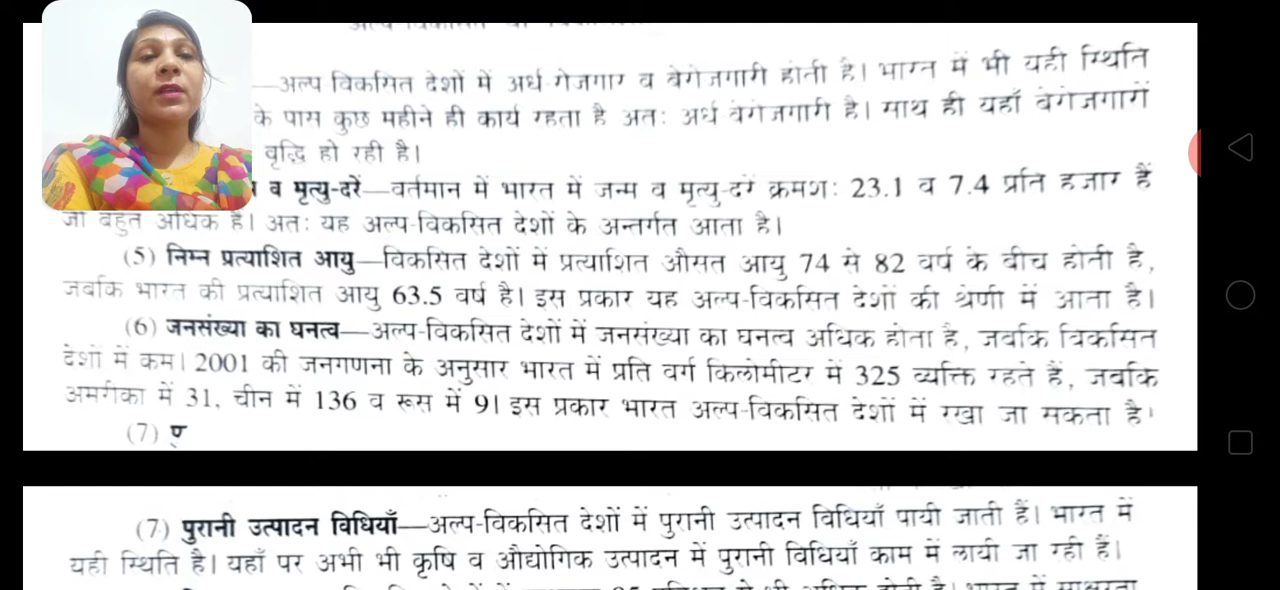 —अल्प विकसित देशों में अर्ध-रोजगार व बेरोजगारी होती है। भारत में भी यही स्थिति
के पास कुछ महीने ही कार्य रहता है अतः अर्ध बेरोजगारी है। साथ ही यहाँ बेरोजगारों
वृद्धि हो रही है।
व मृत्यु-दरें—वर्तमान में भारत में जन्म व मृत्यु-दरें क्रमशः 23.1 व 7.4 प्रति हजार हैं
जो बहुत अधिक है। अतः यह अल्प-विकसित देशों के अन्तर्गत आता है।
(5) निम्न प्रत्याशित आयु—विकसित देशों में प्रत्याशित औसत आयु 74 से 82 वर्ष के बीच होती है,
जबकि भारत की प्रत्याशित आयु 63.5 वर्ष है। इस प्रकार यह अल्प-विकसित देशों की श्रेणी में आता है।
(6) जनसंख्या का घनत्व—अल्प-विकसित देशों में जनसंख्या का घनत्व अधिक होता है, जबकि विकसित
देशों में कम। 2001 की जनगणना के अनुसार भारत में प्रति वर्ग किलोमीटर में 325 व्यक्ति रहते हैं, जबकि
अमरीका में 31, चीन में 136 व रूस में 9। इस प्रकार भारत अल्प-विकसित देशों में रखा जा सकता है।
(7) प
(7) पुरानी उत्पादन विधियाँ—अल्प-विकसित देशों में पुरानी उत्पादन विधियाँ पायी जाती हैं। भारत में
यही स्थिति है। यहाँ पर अभी भी कृषि व औद्योगिक उत्पादन में पुरानी विधियाँ काम में लायी जा रही हैं।